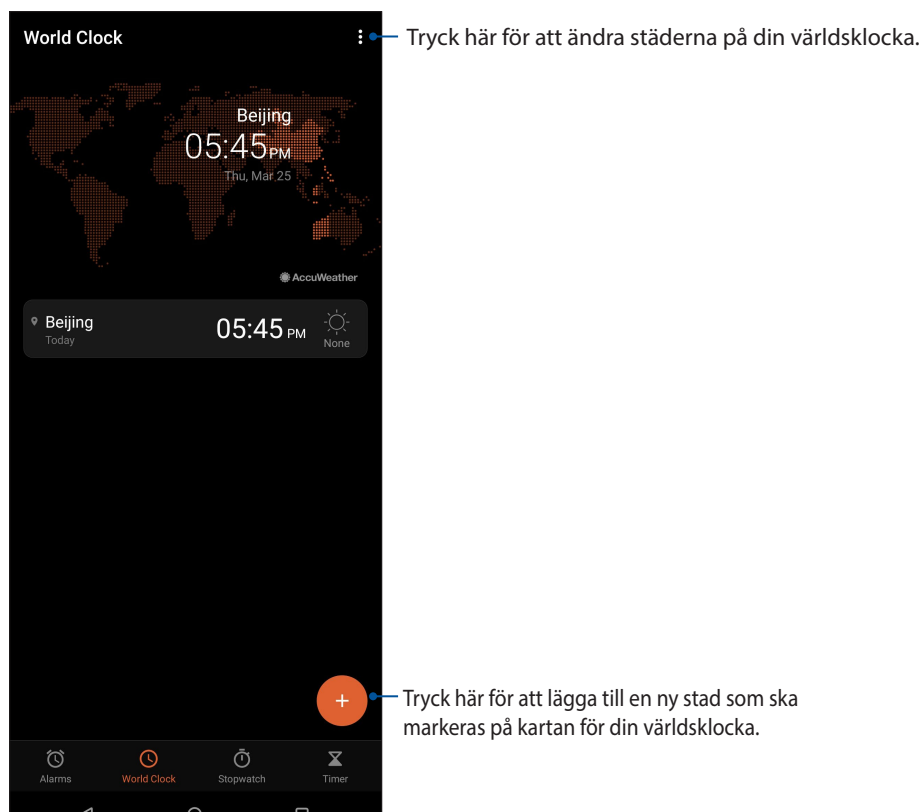 World Clock
Tryck här för att ändra städerna på din världsklocka.
Beijing
05:45 PM
Thu, Mar 25
AccuWeather
Beijing
Today
05:45 PM
None
+
Tryck här för att lägga till en ny stad som ska
markeras på kartan för din världsklocka.
Alarms
World Clock
Stopwatch
Timer